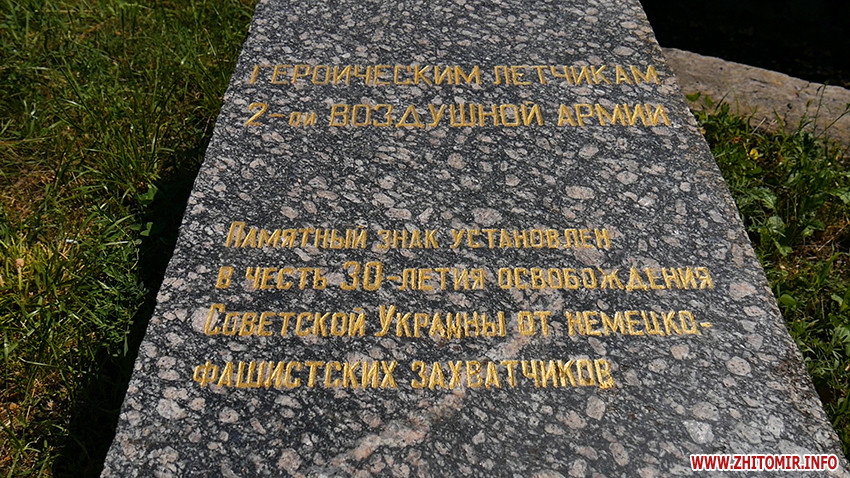 ГЕРОИЧЕСКИМ ЛЕТЧИКАМ
2-ой ВОЗДУШНОЙ АРМИИ
Памятный знак установлен
в честь 30-летия освобождения
Советской Украины от немецко-
фашистских захватчиков
WWW.ZHITOMIR.INFO